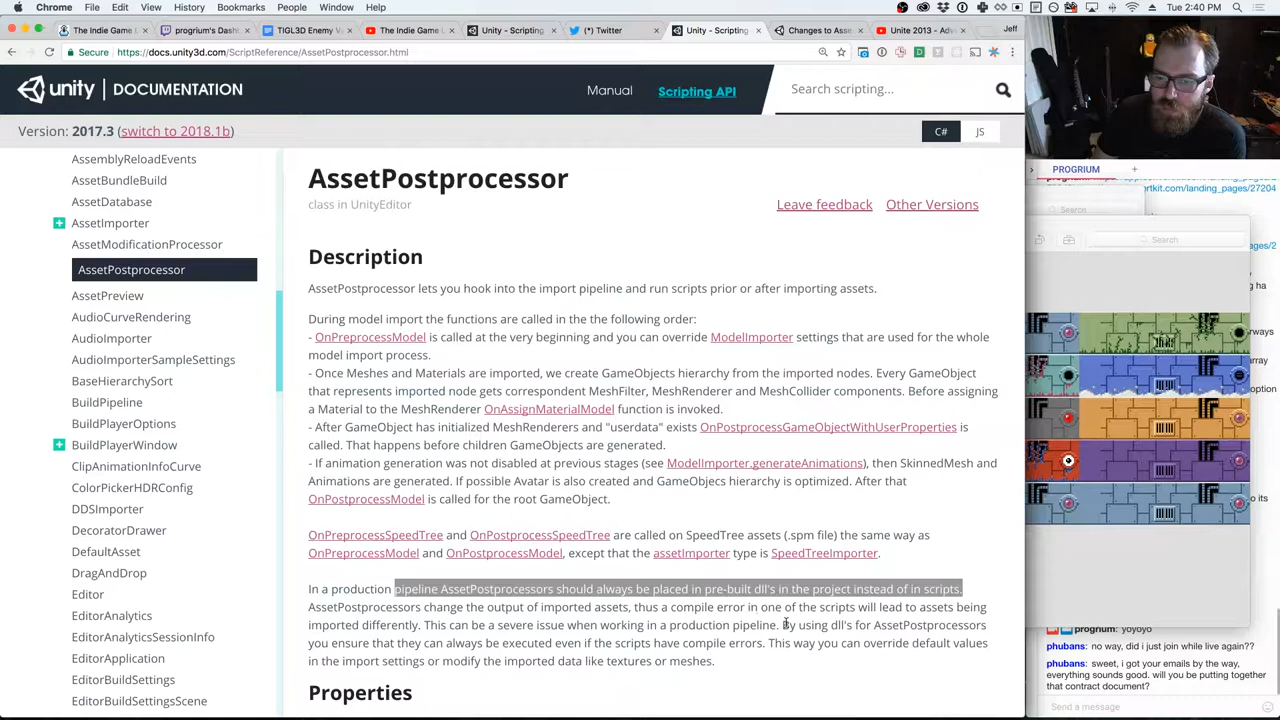 Chrome File Edit View History Bookmarks People Window Help
Tue 2:40 PM
The Indie Game L
progrium's Dashb
TIGL3D Enemy V
The Indie Game L
Unity - Scripting
(*) Twitter
Unity - Scripting
Changes to Asse
Unite 2013 - Adv
Jeff
Secure https://docs.unity3d.com/ScriptReference/AssetPostprocessor.html
unity DOCUMENTATION
Manual Scripting API
Search scripting...
Version: 2017.3 (switch to 2018.1b)
C# JS
AssemblyReloadEvents
AssetBundleBuild
AssetDatabase
AssetImporter
AssetModificationProcessor
AssetPostprocessor
AssetPreview
AudioCurveRendering
AudioImporter
AudioImporterSampleSettings
BaseHierarchySort
BuildPipeline
BuildPlayerOptions
BuildPlayerWindow
ClipAnimationInfoCurve
ColorPickerHDRConfig
DDSImporter
DecoratorDrawer
DefaultAsset
DragAndDrop
Editor
EditorAnalytics
EditorAnalyticsSessionInfo
EditorApplication
EditorBuildSettings
EditorBuildSettingsScene
AssetPostprocessor
class in UnityEditor
Leave feedback Other Versions
Description
AssetPostprocessor lets you hook into the import pipeline and run scripts prior or after importing assets.
During model import the functions are called in the the following order:
- OnPreprocessModel is called at the very beginning and you can override ModelImporter settings that are used for the whole
model import process.
- Once Meshes and Materials are imported, we create GameObjects hierarchy from the imported nodes. Every GameObject
that represents imported node gets correspondent MeshFilter, MeshRenderer and MeshCollider components. Before assigning
a Material to the MeshRenderer OnAssignMaterialModel function is invoked.
- After GameObject has initialized MeshRenderers and "userdata" exists OnPostprocessGameObjectWithUserProperties is
called. That happens before children GameObjects are generated.
- If animation generation was not disabled at previous stages (see ModelImporter.generateAnimations), then SkinnedMesh and
Animations are generated. If possible Avatar is also created and GameObjecs hierarchy is optimized. After that
OnPostprocessModel is called for the root GameObject.
OnPreprocessSpeedTree and OnPostprocessSpeedTree are called on SpeedTree assets (.spm file) the same way as
OnPreprocessModel and OnPostprocessModel, except that the assetImporter type is SpeedTreeImporter.
In a production pipeline AssetPostprocessors should always be placed in pre-built dll's in the project instead of in scripts.
AssetPostprocessors change the output of imported assets, thus a compile error in one of the scripts will lead to assets being
imported differently. This can be a severe issue when working in a production pipeline. By using dll's for AssetPostprocessors
you ensure that they can always be executed even if the scripts have compile errors. This way you can override default values
in the import settings or modify the imported data like textures or meshes.
Properties
PROGRIUM
ortkit.com/landing_pages/27204
Search
pages/2
Search
ha
rways
array
option
o its
progrium: yoyoyo
phubans: no way, did i just join while live again??
phubans: sweet, i got your emails by the way,
everything sounds good. will you be putting together
that contract document?
Send a message